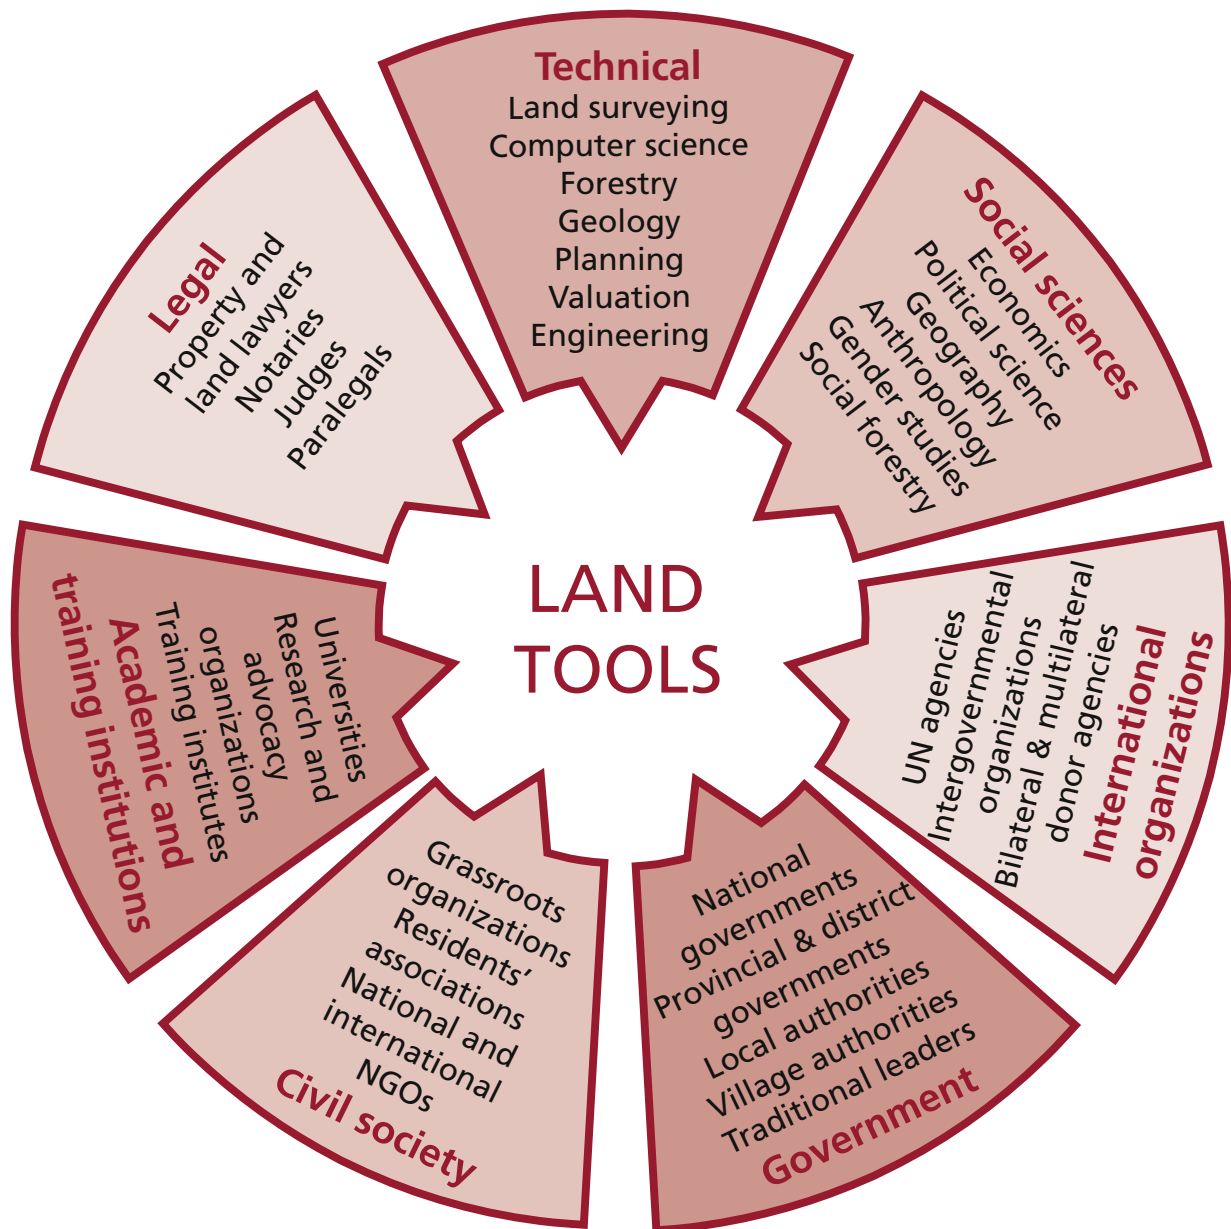 Technical
Land surveying
Computer science
Forestry
Geology
Planning
Valuation
Engineering
Social sciences
Economics
Political science
Geography
Anthropology
Gender studies
Social forestry
International
organizations
UN agencies
Intergovernmental
organizations
Bilateral & multilateral
donor agencies
National
governments
Provincial & district
governments
Local authorities
Village authorities
Traditional leaders
Government
Grassroots
organizations
Residents’
associations
National and
international
NGOs
Civil society
Academic and
training institutions
Universities
Research and
advocacy
organizations
Training institutes
Legal
Property and
land lawyers
Notaries
Judges
Paralegals
LAND
TOOLS